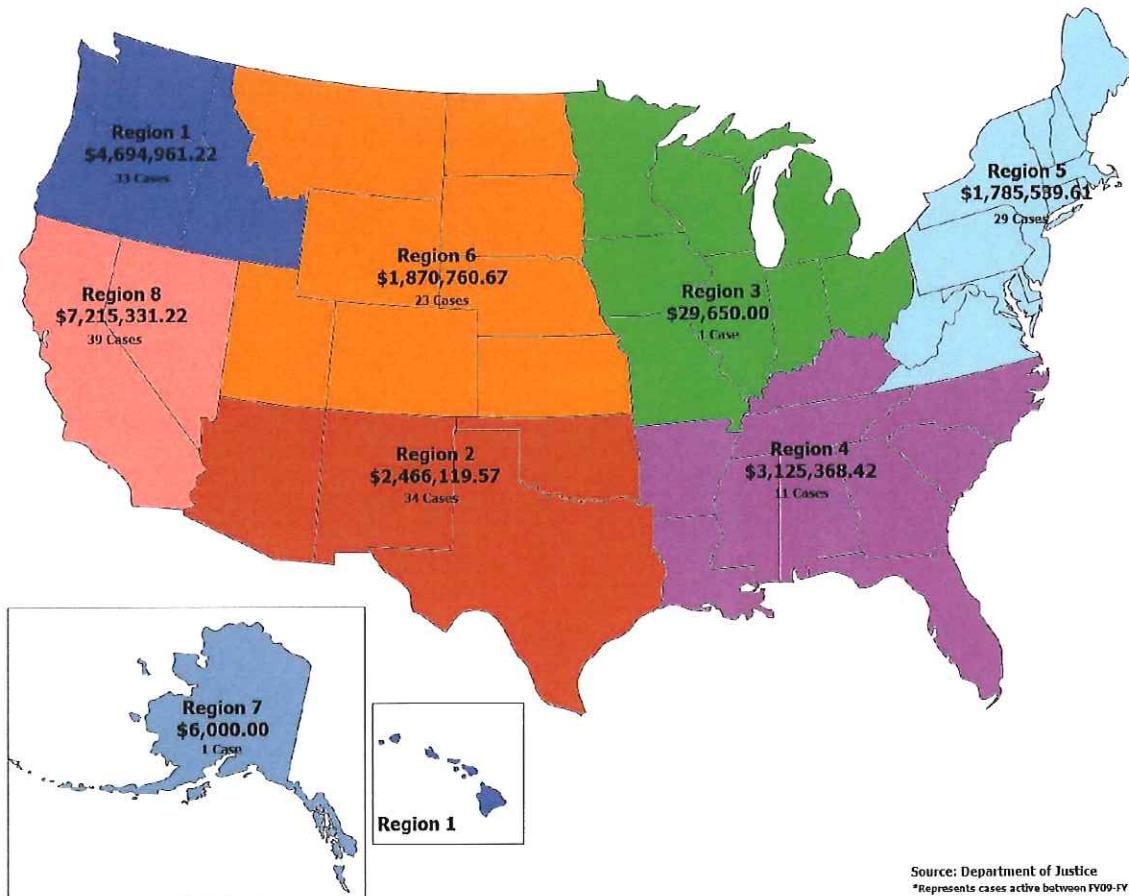 Region 1
$4,694,961.22
33 Cases
Region 5
$1,785,539.61
29 Cases
Region 6
$1,870,760.67
23 Cases
Region 8
$7,215,331.22
39 Cases
Region 3
$29,650.00
1 Case
Region 2
$2,466,119.57
34 Cases
Region 4
$3,125,368.42
11 Cases
Region 7
$6,000.00
1 Case
Region 1
Source: Department of Justice
*Represents cases active between FY09-FY